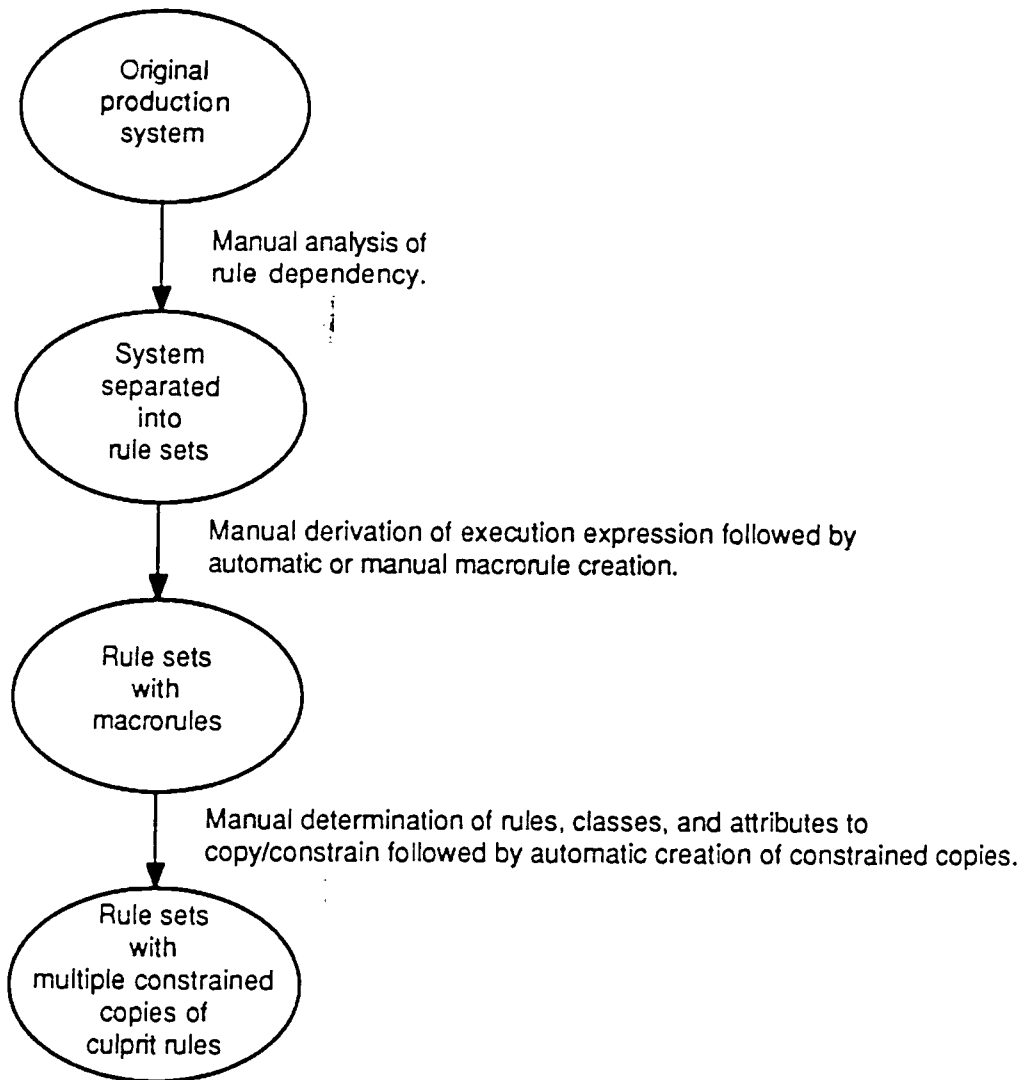 Original
production
system
Manual analysis of
rule dependency.
System
separated
into
rule sets
Manual derivation of execution expression followed by
automatic or manual macrorule creation.
Rule sets
with
macrorules
Manual determination of rules, classes, and attributes to
copy/constrain followed by automatic creation of constrained copies.
Rule sets
with
multiple constrained
copies of
culprit rules